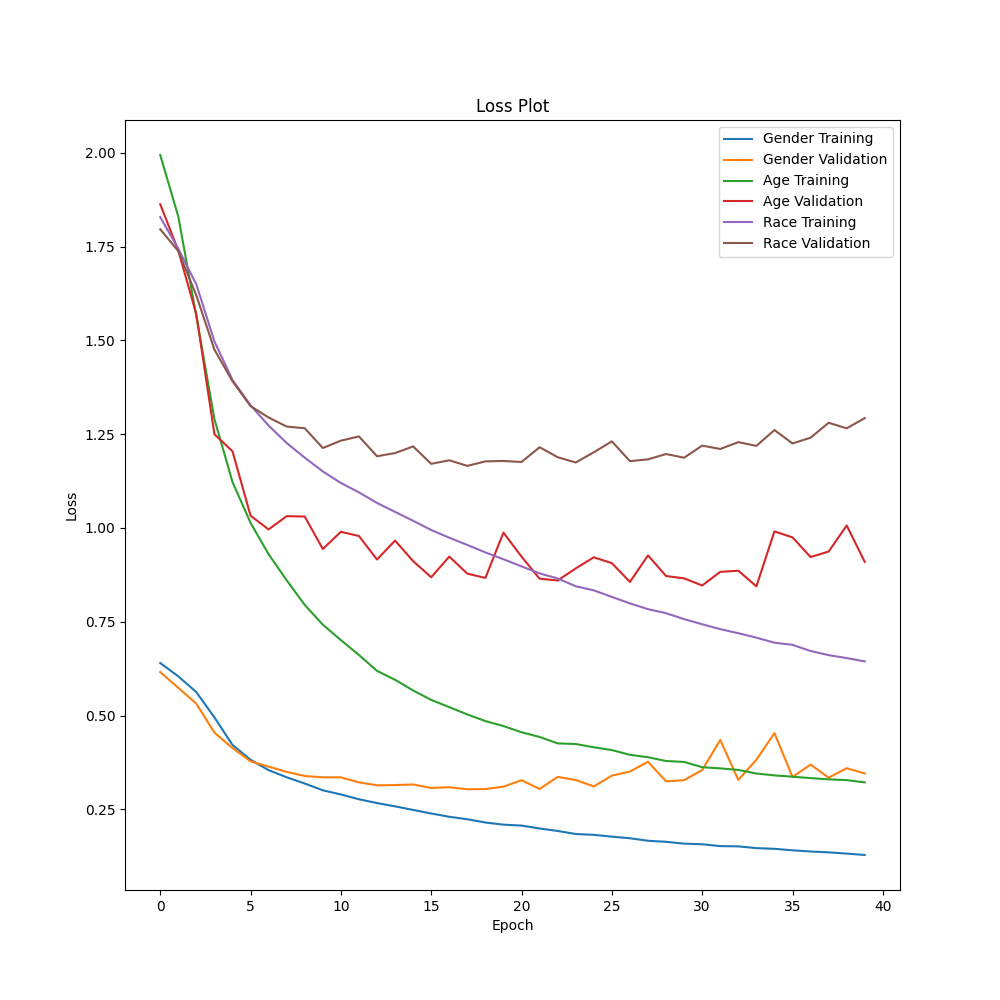 Loss Plot
Gender Training
Gender Validation
Age Training
Age Validation
Race Training
Race Validation
2.00
1.75
1.50
1.25
1.00
0.75
0.50
0.25
Loss
0 5 10 15 20 25 30 35 40
Epoch